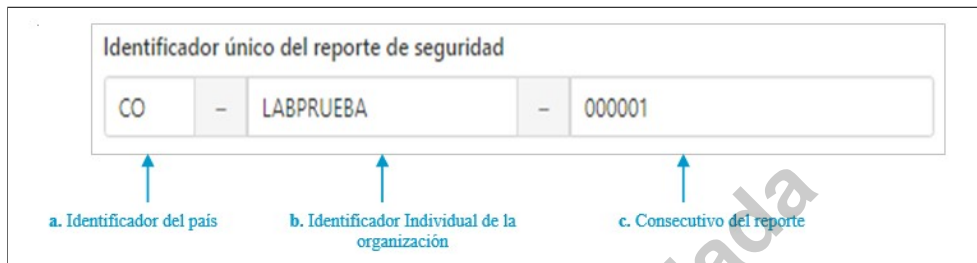 Identificador único del reporte de seguridad
CO – LABPRUEBA – 000001
a. Identificador del país b. Identificador Individual de la organización c. Consecutivo del reporte